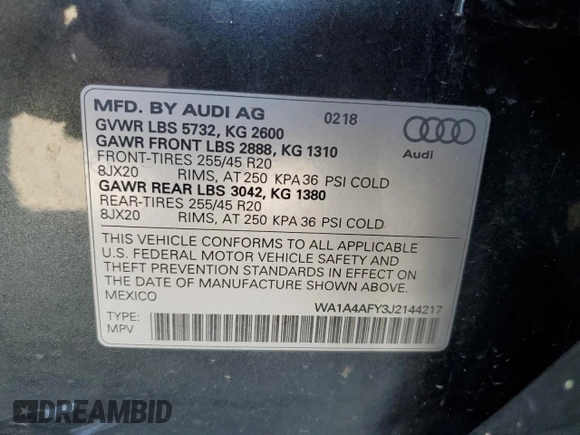 MFD. BY AUDI AG 0218
GVWR LBS 5732, KG 2600
GAWR FRONT LBS 2888, KG 1310
FRONT-TIRES 255/45 R20
8JX20 RIMS, AT 250 KPA 36 PSI COLD
GAWR REAR LBS 3042, KG 1380
REAR-TIRES 255/45 R20
8JX20 RIMS, AT 250 KPA 36 PSI COLD
Audi
THIS VEHICLE CONFORMS TO ALL APPLICABLE
U.S. FEDERAL MOTOR VEHICLE SAFETY AND
THEFT PREVENTION STANDARDS IN EFFECT ON
THE DATE OF MANUFACTURE SHOWN ABOVE.
MEXICO
WA1A4AFY3J2144217
TYPE:
MPV
DREAMBID